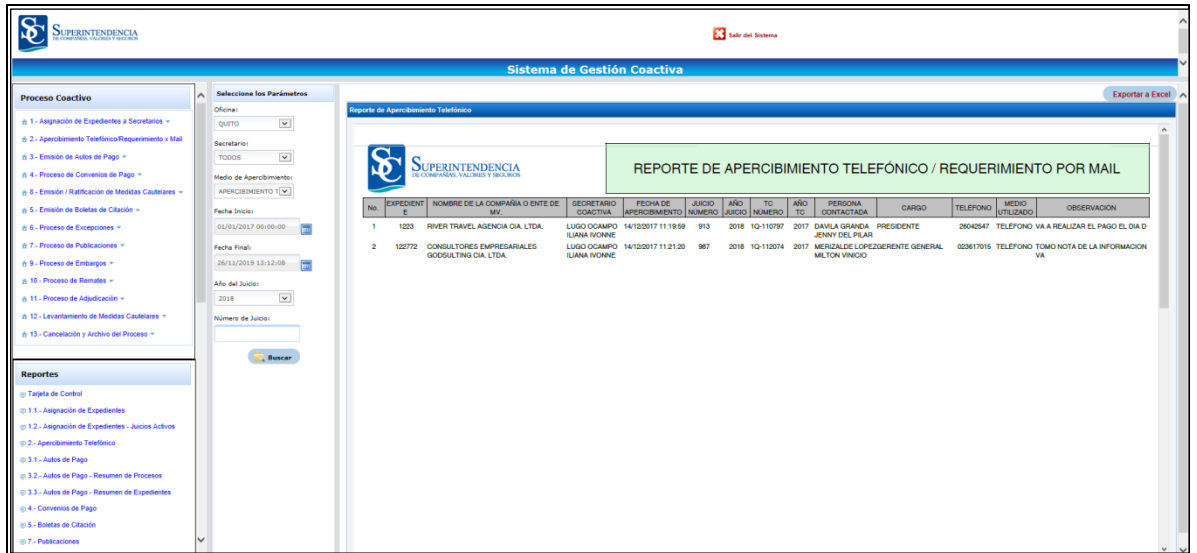 SUPERINTENDENCIA
DE COMPAÑÍAS, VALORES Y SEGUROS
Salir del Sistema
Sistema de Gestión Coactiva
Proceso Coactivo
1.- Asignación de Expedientes a Secretarios
2.- Apercibimiento Telefónico/Requerimiento x Mail
3.- Emisión de Autos de Pago
4.- Proceso de Convenios de Pago
8.- Emisión / Ratificación de Medidas Cautelares
5.- Emisión de Boletas de Citación
6.- Proceso de Excepciones
7.- Proceso de Publicaciones
9.- Proceso de Embargos
10.- Proceso de Remates
11.- Proceso de Adjudicación
12.- Levantamiento de Medidas Cautelares
13.- Cancelación y Archivo del Proceso
Reportes
Tarjeta de Control
1.1.- Asignación de Expedientes
1.2.- Asignación de Expedientes - Juicios Activos
2.- Apercibimiento Telefónico
3.1.- Autos de Pago
3.2.- Autos de Pago - Resumen de Procesos
3.3.- Autos de Pago - Resumen de Expedientes
4.- Convenios de Pago
5.- Boletas de Citación
7.- Publicaciones
Seleccione los Parámetros
Oficina:
QUITO
Secretario:
TODOS
Medio de Apercibimiento:
APERCIBIMIENTO T
Fecha Inicio:
01/01/2017 00:00:00
Fecha Final:
26/11/2019 13:12:08
Año del Juicio:
2018
Número de Juicio:
Buscar
Exportar a Excel
Reporte de Apercibimiento Telefónico
SUPERINTENDENCIA
DE COMPAÑÍAS, VALORES Y SEGUROS
REPORTE DE APERCIBIMIENTO TELEFÓNICO / REQUERIMIENTO POR MAIL
No. EXPEDIENT E NOMBRE DE LA COMPAÑÍA O ENTE DE MV. SECRETARIO COACTIVA FECHA DE APERCIBIMIENTO JUICIO NÚMERO AÑO JUICIO TC NÚMERO AÑO TC PERSONA CONTACTADA CARGO TELÉFONO MEDIO UTILIZADO OBSERVACIÓN
1 1223 RIVER TRAVEL AGENCIA CIA. LTDA. LUGO OCAMPO 14/12/2017 11:19:59 913 2018 1Q-110797 2017 DAVILA GRANDA PRESIDENTE 26042547 TELÉFONO VA A REALIZAR EL PAGO EL DIA D
ILIANA IVONNE JENNY DEL PILAR
2 122772 CONSULTORES EMPRESARIALES LUGO OCAMPO 14/12/2017 11:21:20 987 2018 1Q-112074 2017 MERIZALDE LOPEZ GERENTE GENERAL 023617015 TELÉFONO TOMO NOTA DE LA INFORMACION
GODSULTING CIA. LTDA. ILIANA IVONNE MILTON VINICIO VA